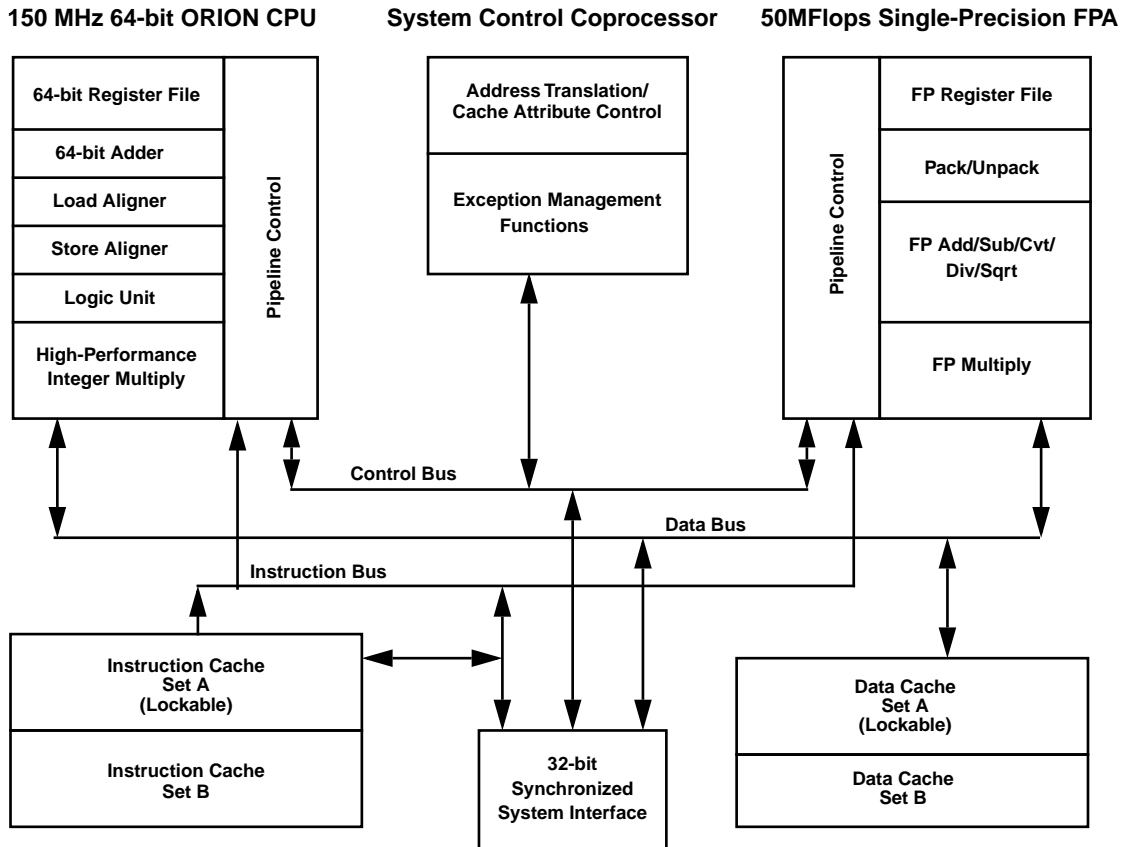 150 MHz 64-bit ORION CPU
System Control Coprocessor
50MFlops Single-Precision FPA
64-bit Register File
64-bit Adder
Load Aligner
Store Aligner
Logic Unit
High-Performance
Integer Multiply
Pipeline Control
Address Translation/
Cache Attribute Control
Exception Management
Functions
Pipeline Control
FP Register File
Pack/Unpack
FP Add/Sub/Cvt/
Div/Sqrt
FP Multiply
Control Bus
Data Bus
Instruction Bus
Instruction Cache
Set A
(Lockable)
Instruction Cache
Set B
32-bit
Synchronized
System Interface
Data Cache
Set A
(Lockable)
Data Cache
Set B